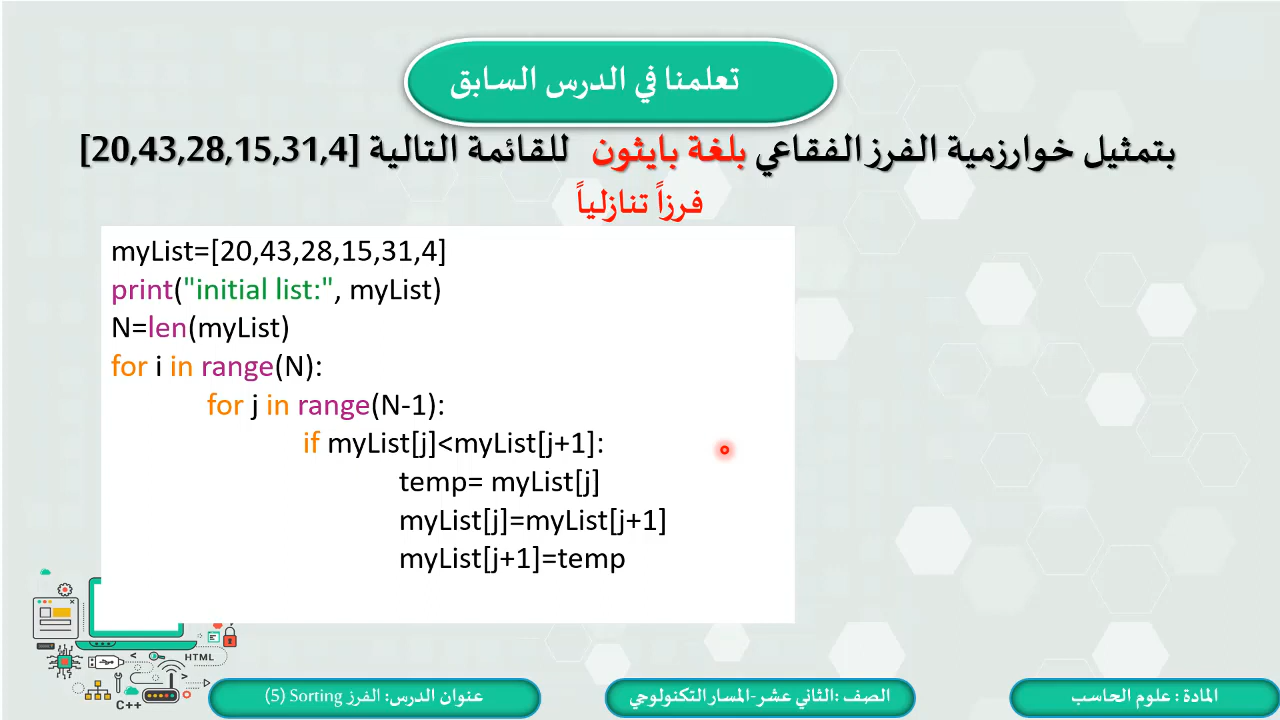 تعلمنا في الدرس السابق
بتمثيل خوارزمية الفرز الفقاعي بلغة بايثون للقائمة التالية [20,43,28,15,31,4]
فرزاً تنازلياً
myList=[20,43,28,15,31,4]
print("initial list:", myList)
N=len(myList)
for i in range(N):
for j in range(N-1):
if myList[j]<myList[j+1]:
temp= myList[j]
myList[j]=myList[j+1]
myList[j+1]=temp
HTML
C++
المادة : علوم الحاسب
الصف :الثاني عشر-المسار التكنولوجي
عنوان الدرس: الفرز Sorting (5)